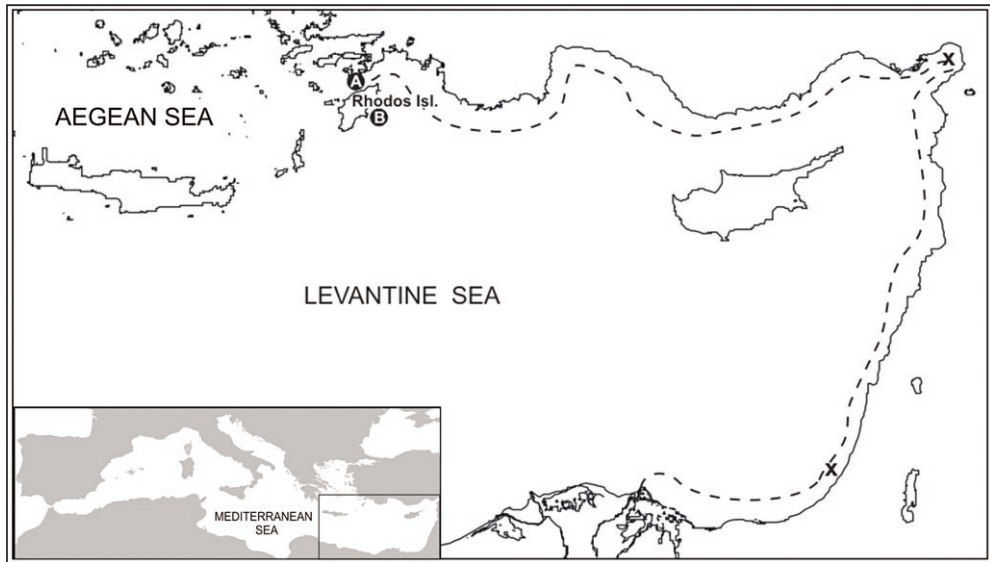 A
Rhodos Isl.
B
AEGEAN SEA
X
LEVANTINE SEA
X
MEDITERRANEAN
SEA